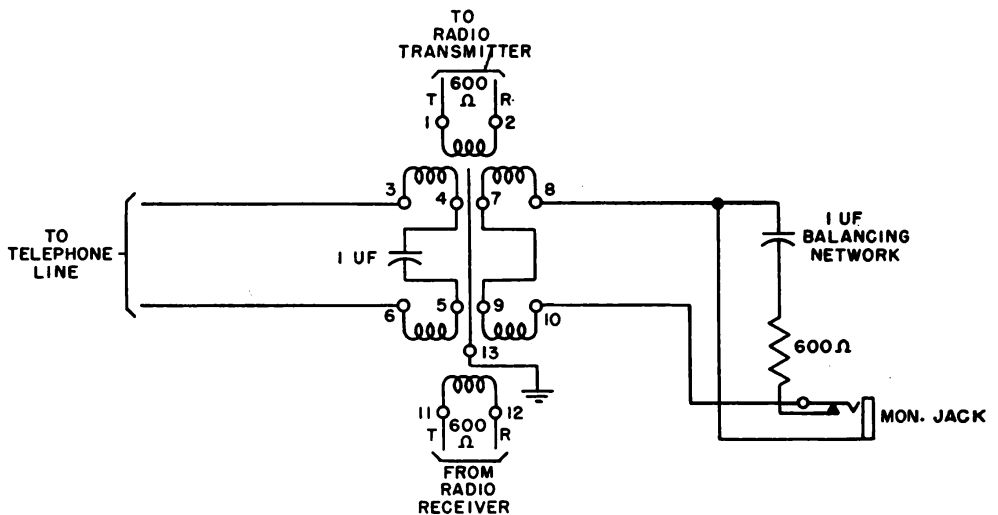 TO
RADIO
TRANSMITTER
600
Ω
T
R.
1
2
3
4
7
8
TO
TELEPHONE
LINE
1 UF
1 UF
BALANCING
NETWORK
6
5
9
10
13
600Ω
MON. JACK
11
12
T
600
Ω
R
FROM
RADIO
RECEIVER